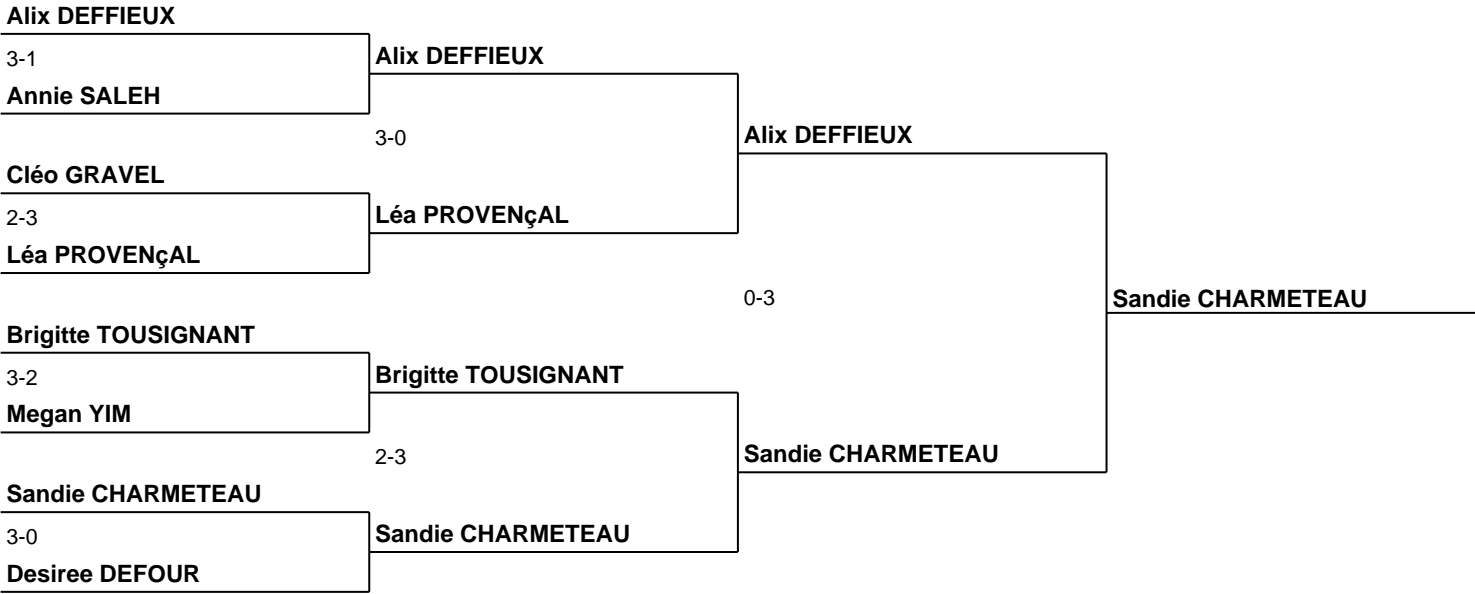 Alix DEFFIEUX
3-1
Annie SALEH
Alix DEFFIEUX
3-0
Alix DEFFIEUX
Cléo GRAVEL
2-3
Léa PROVENçAL
Léa PROVENçAL
0-3
Sandie CHARMETEAU
Brigitte TOUSIGNANT
3-2
Megan YIM
Brigitte TOUSIGNANT
2-3
Sandie CHARMETEAU
Sandie CHARMETEAU
3-0
Desiree DEFOUR
Sandie CHARMETEAU